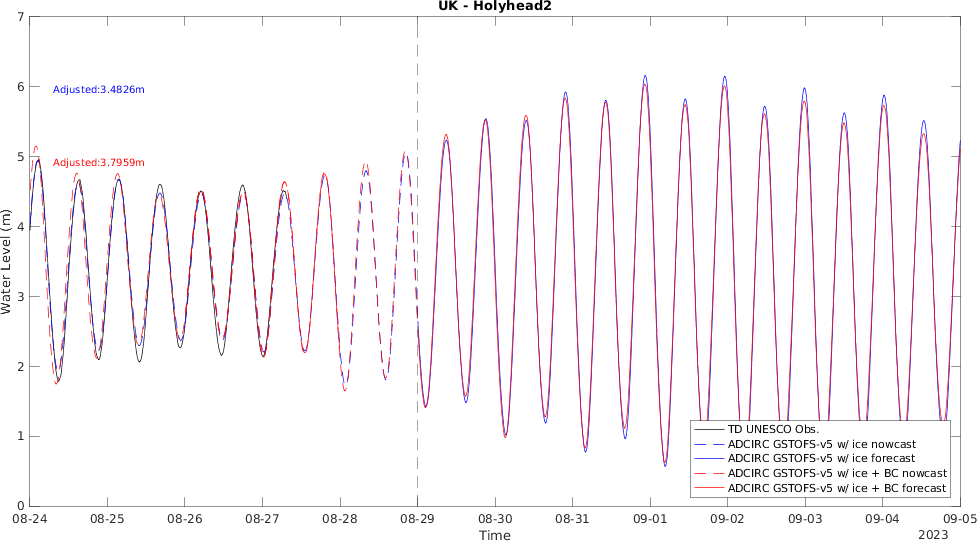 UK - Holyhead2
7
6
5
4
3
2
1
0
Water Level (m)
Adjusted:3.4826m
Adjusted:3.7959m
TD UNESCO Obs.
ADCIRC GSTOFS-v5 w/ ice nowcast
ADCIRC GSTOFS-v5 w/ ice forecast
ADCIRC GSTOFS-v5 w/ ice + BC nowcast
ADCIRC GSTOFS-v5 w/ ice + BC forecast
08-24 08-25 08-26 08-27 08-28 08-29 08-30 08-31 09-01 09-02 09-03 09-04 09-05
Time
2023